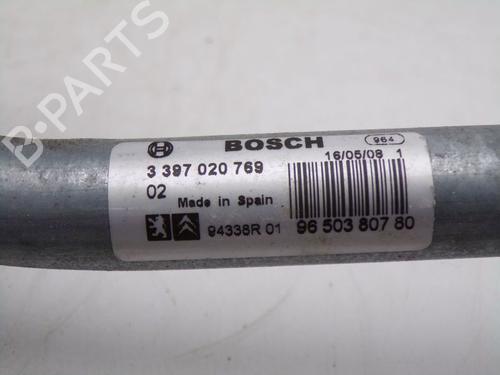 BOSCH
964
3 397 020 769
16/05/08 1
02
Made in Spain
94338R 01
96 503 807 80
B-PARTS